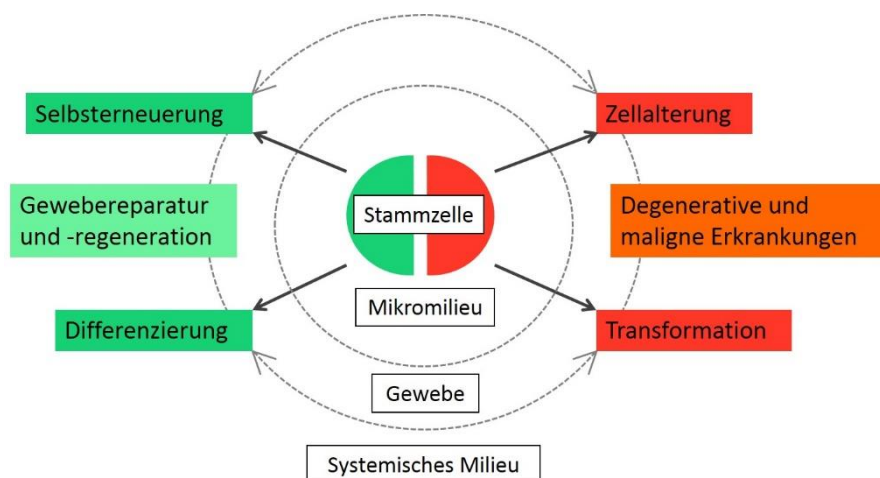 Selbsterneuerung
Zellalterung
Gewebereparatur
und -regeneration
Stammzelle
Degenerative und
maligne Erkrankungen
Mikromilieu
Differenzierung
Transformation
Gewebe
Systemisches Milieu